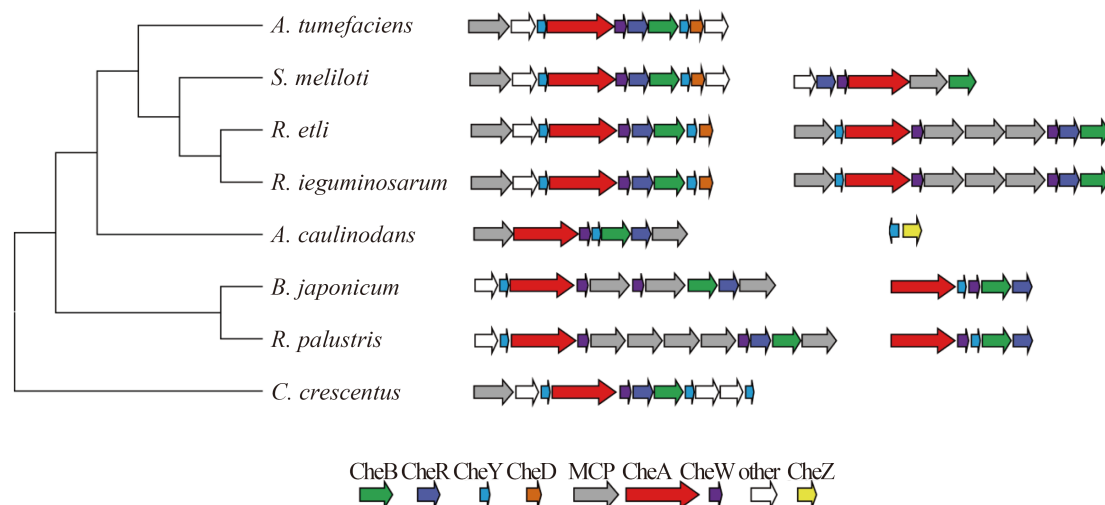 A. tumefaciens
S. meliloti
R. etli
R. ieguminosarum
A. caulinodans
B. japonicum
R. palustris
C. crescentus
CheB CheR CheY CheD MCP CheA CheW other CheZ